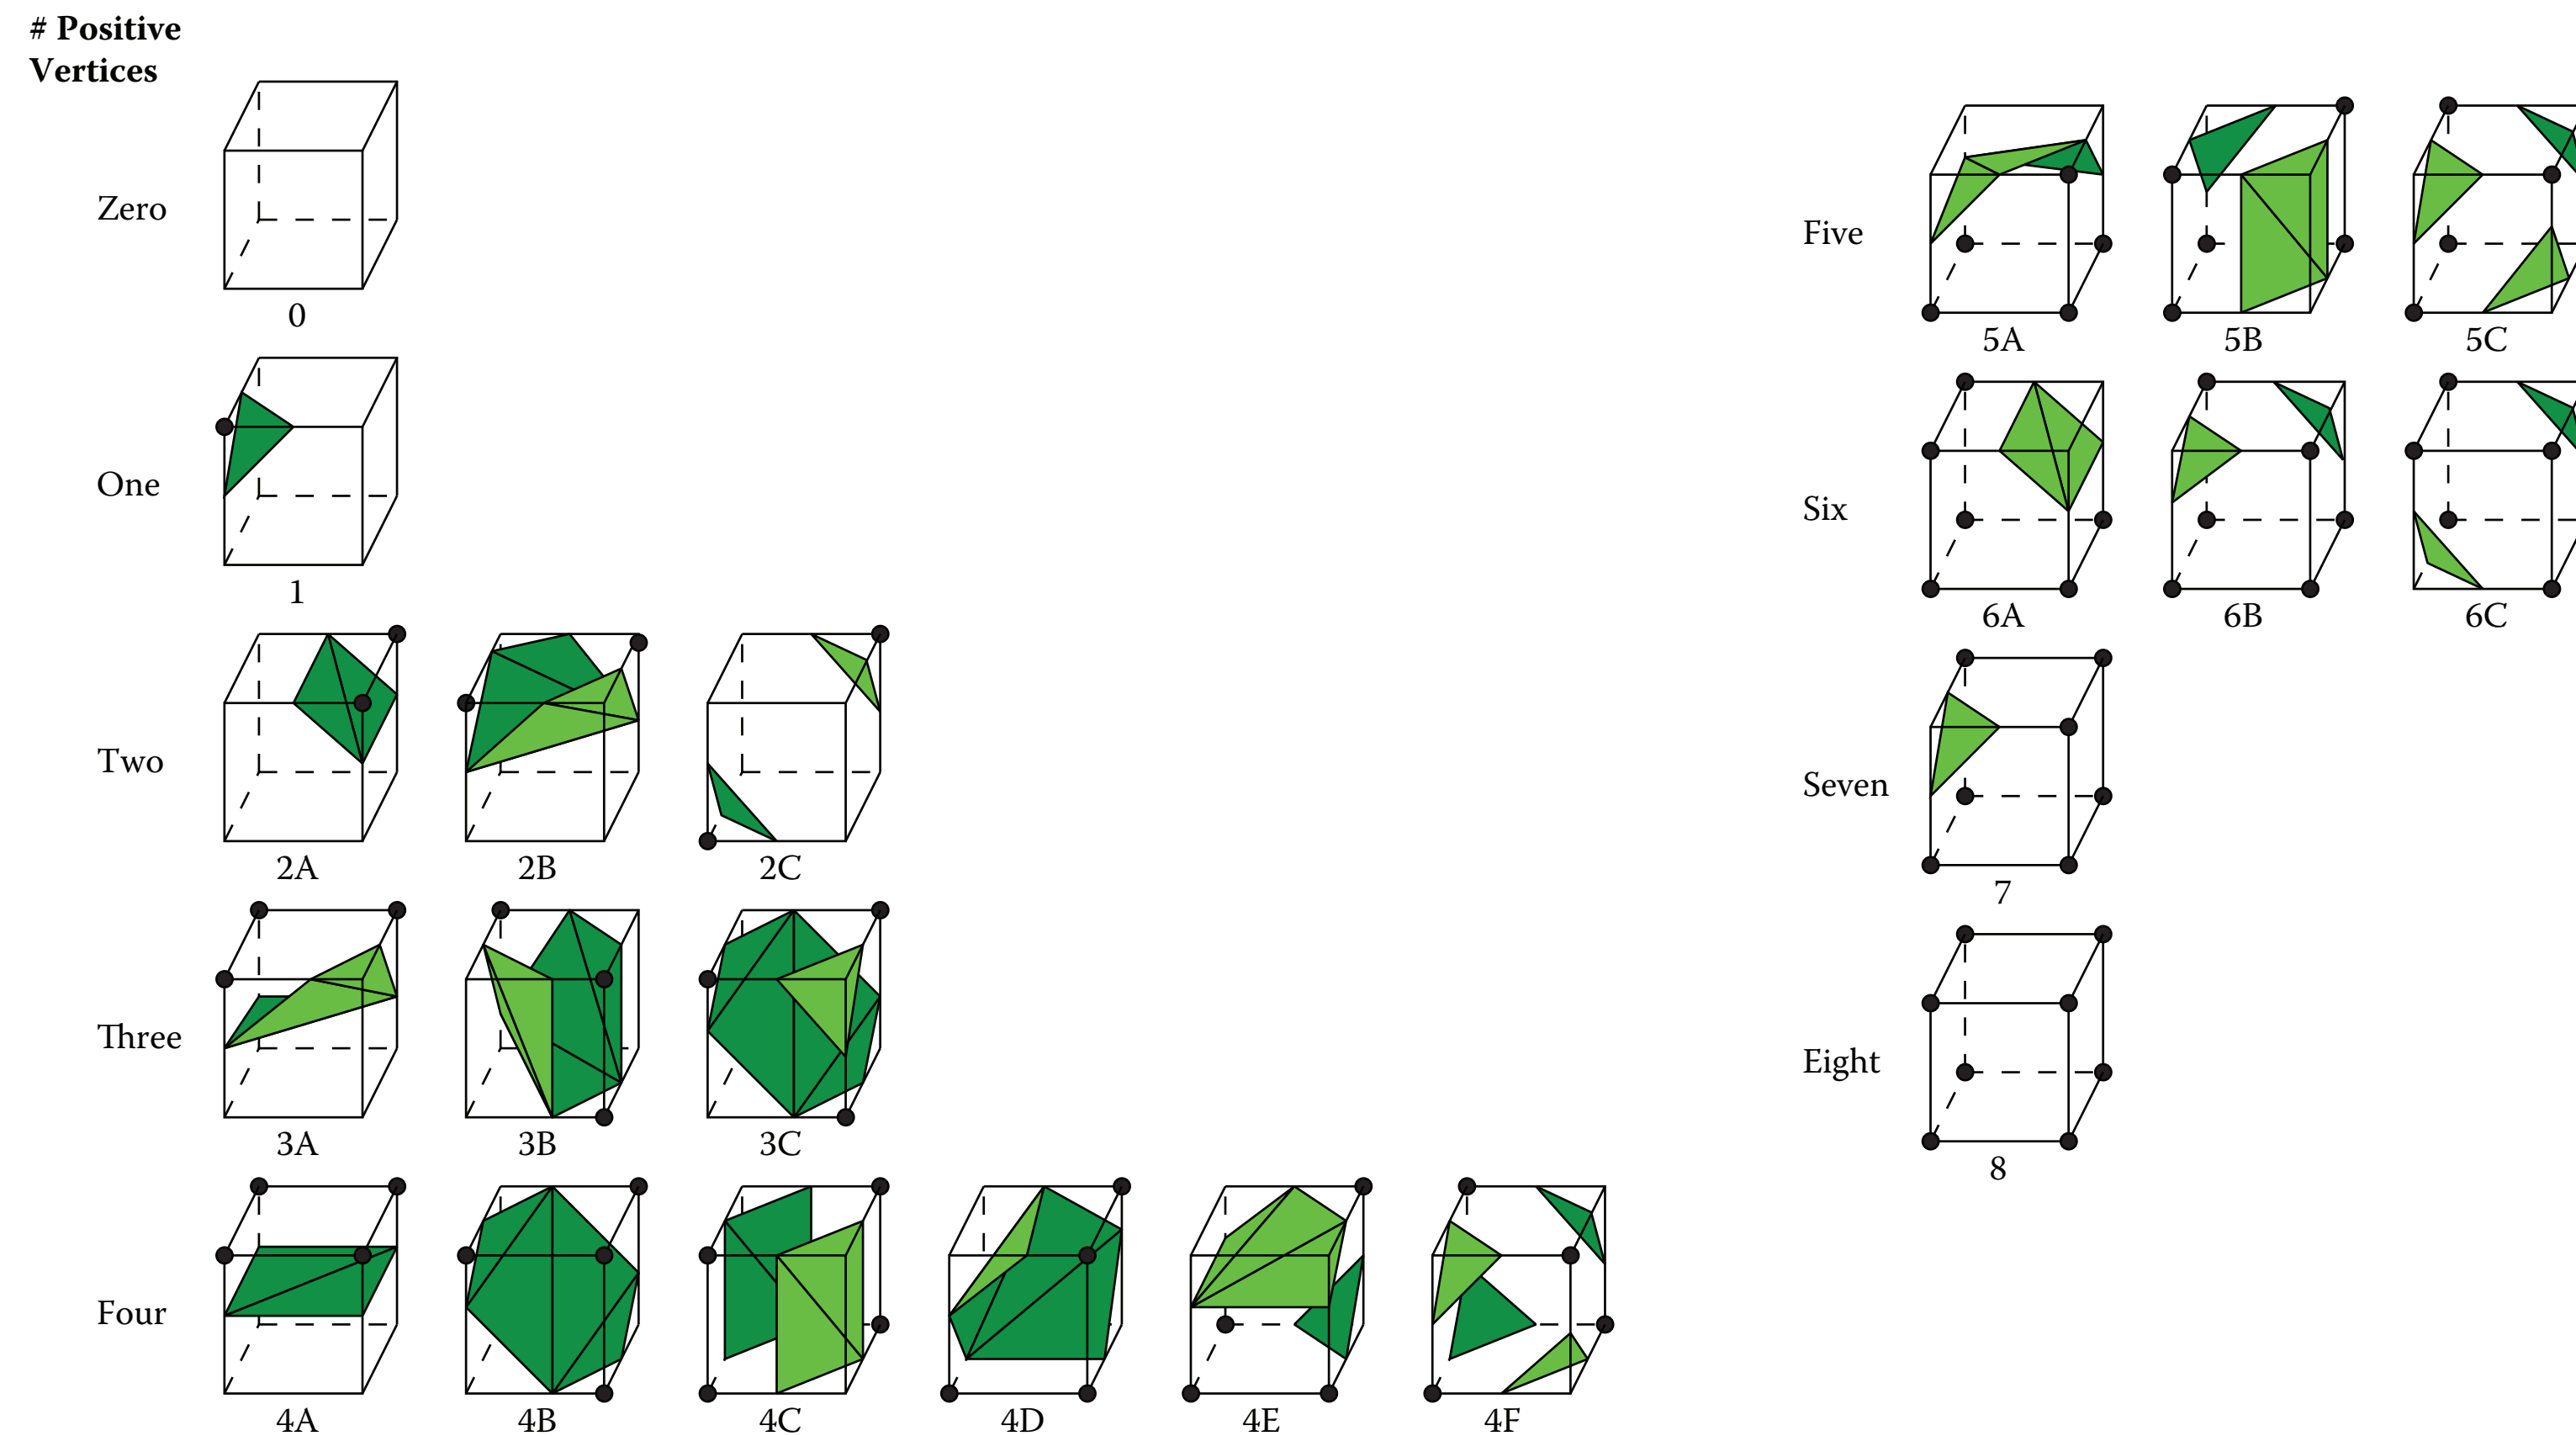 # Positive
Vertices
Zero
0
One
1
Two
2A 2B 2C
Three
3A 3B 3C
Four
4A 4B 4C 4D 4E 4F
Five
5A 5B 5C
Six
6A 6B 6C
Seven
7
Eight
8